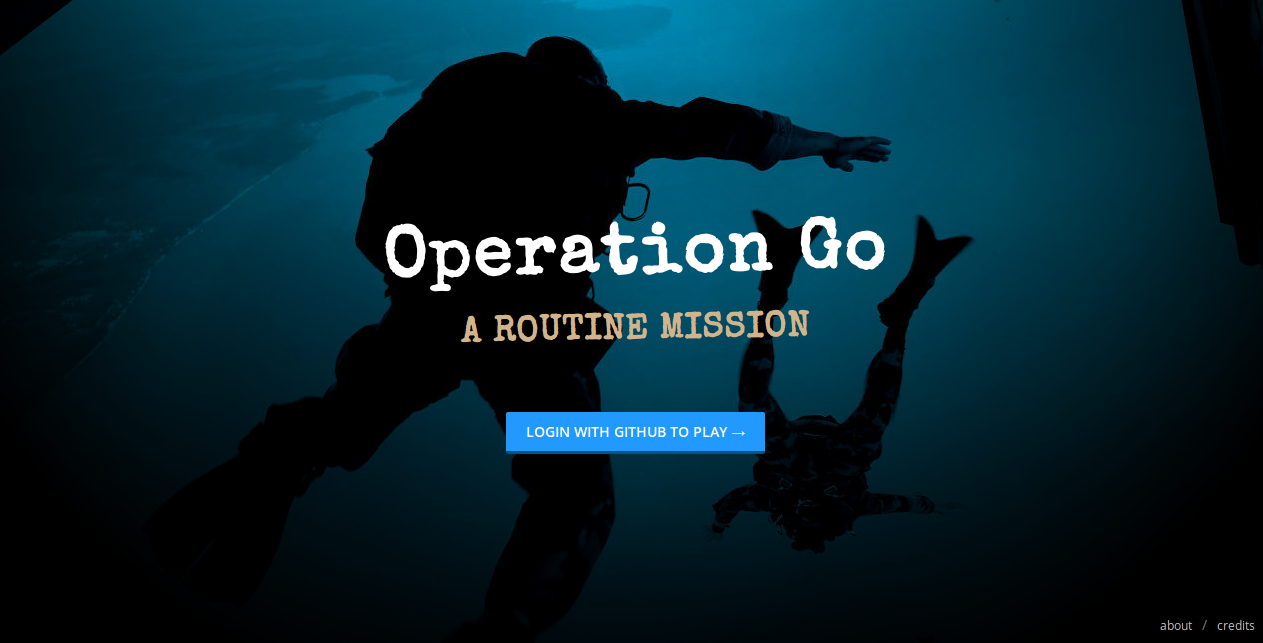 Operation Go
A ROUTINE MISSION
LOGIN WITH GITHUB TO PLAY →
about / credits